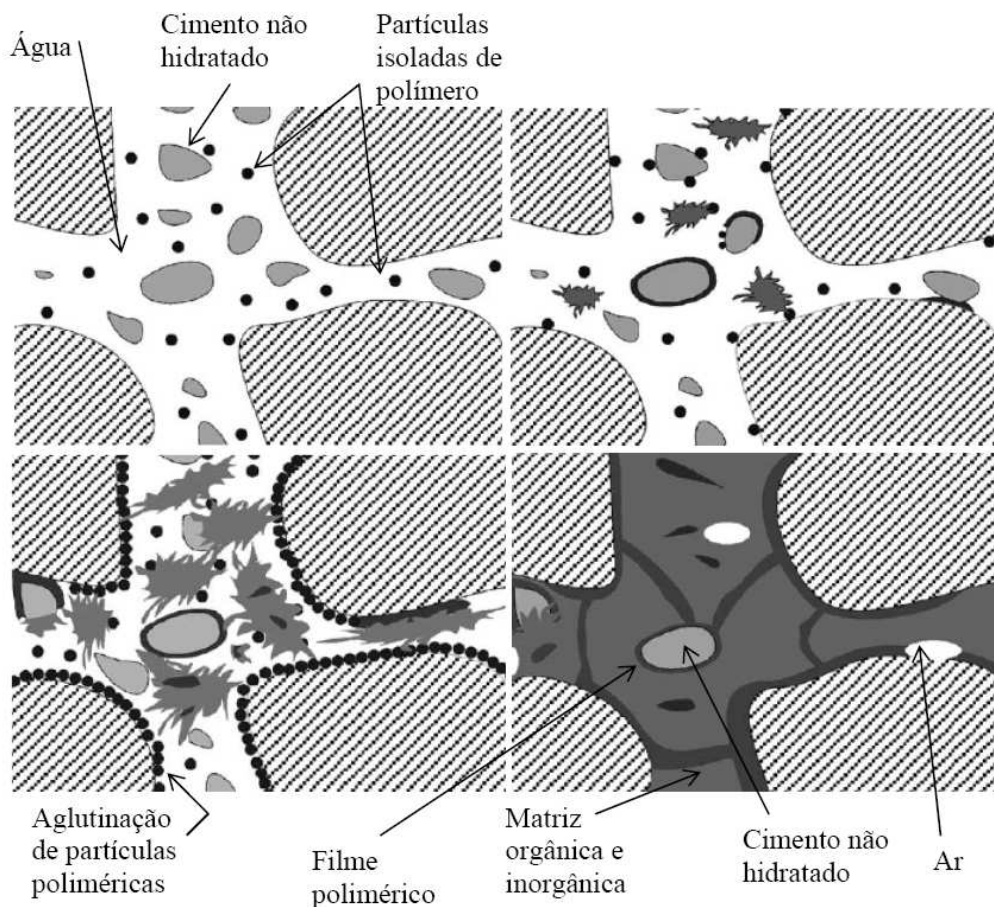 Água
Cimento não
hidratado
Partículas
isoladas de
polímero
Aglutinação
de partículas
poliméricas
Filme
polimérico
Matriz
orgânica e
inorgânica
Cimento não
hidratado
Ar